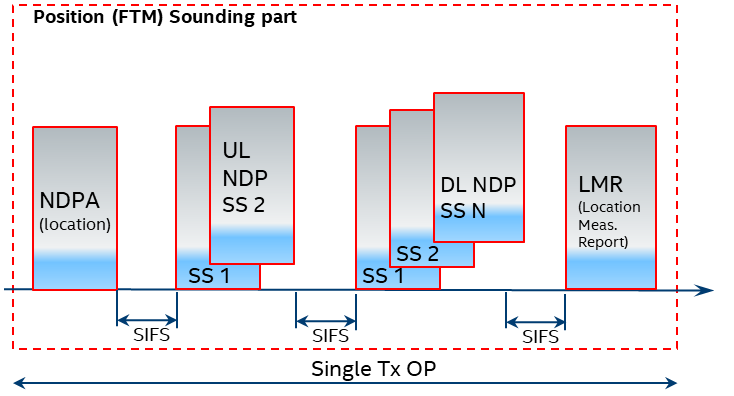 Position (FTM) Sounding part
NDPA
(location)
UL
NDP
SS 2
SS 1
DL NDP
SS N
SS 2
SS 1
LMR
(Location
Meas.
Report)
SIFS
SIFS
SIFS
Single Tx OP